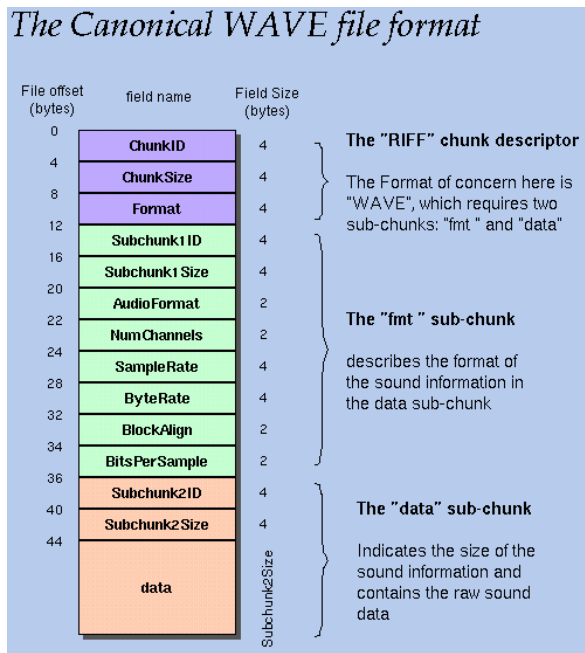 The Canonical WAVE file format
File offset
(bytes)
field name
Field Size
(bytes)
0
ChunkID
4
4
ChunkSize
4
8
Format
4
12
Subchunk1ID
4
16
Subchunk1Size
4
20
AudioFormat
2
22
NumChannels
2
24
SampleRate
4
28
ByteRate
4
32
BlockAlign
2
34
BitsPerSample
2
36
Subchunk2ID
4
40
Subchunk2Size
4
44
data
Subchunk2Size
The "RIFF" chunk descriptor
The Format of concern here is
"WAVE", which requires two
sub-chunks: "fmt " and "data"
The "fmt " sub-chunk
describes the format of
the sound information in
the data sub-chunk
The "data" sub-chunk
Indicates the size of the
sound information and
contains the raw sound
data